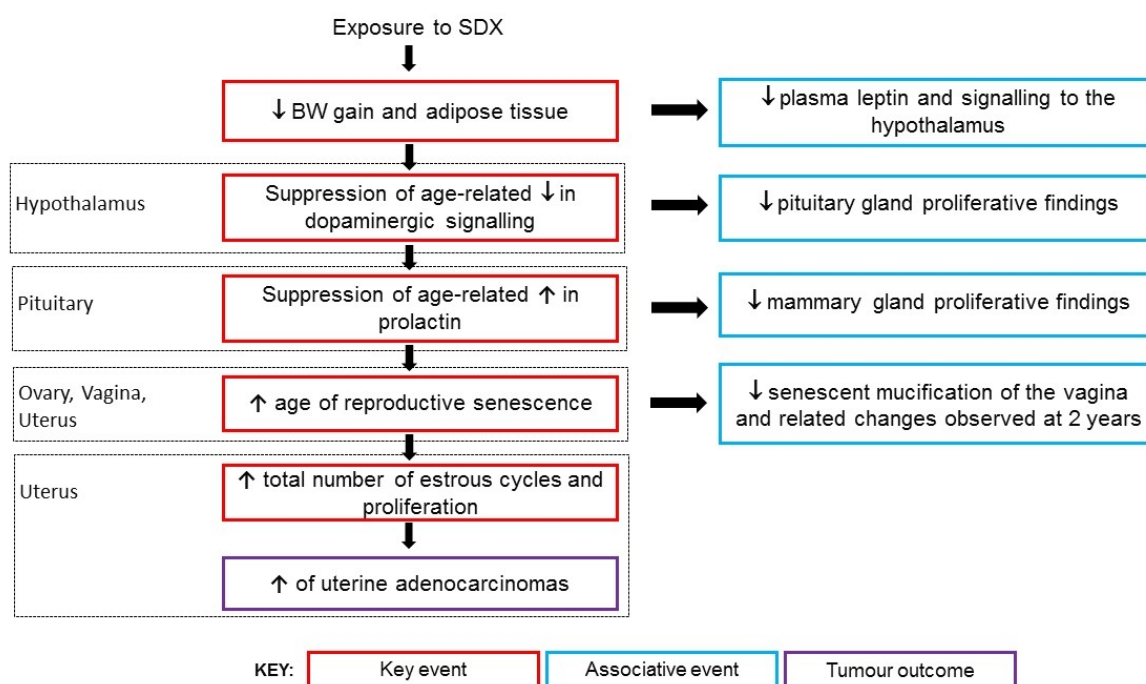 Exposure to SDX
↓ BW gain and adipose tissue
↓ plasma leptin and signalling to the
hypothalamus
Hypothalamus
Suppression of age-related ↓ in
dopaminergic signalling
↓ pituitary gland proliferative findings
Pituitary
Suppression of age-related ↑ in
prolactin
↓ mammary gland proliferative findings
Ovary, Vagina,
Uterus
↑ age of reproductive senescence
↓ senescent mucification of the vagina
and related changes observed at 2 years
Uterus
↑ total number of estrous cycles and
proliferation
↑ of uterine adenocarcinomas
KEY:
Key event
Associative event
Tumour outcome